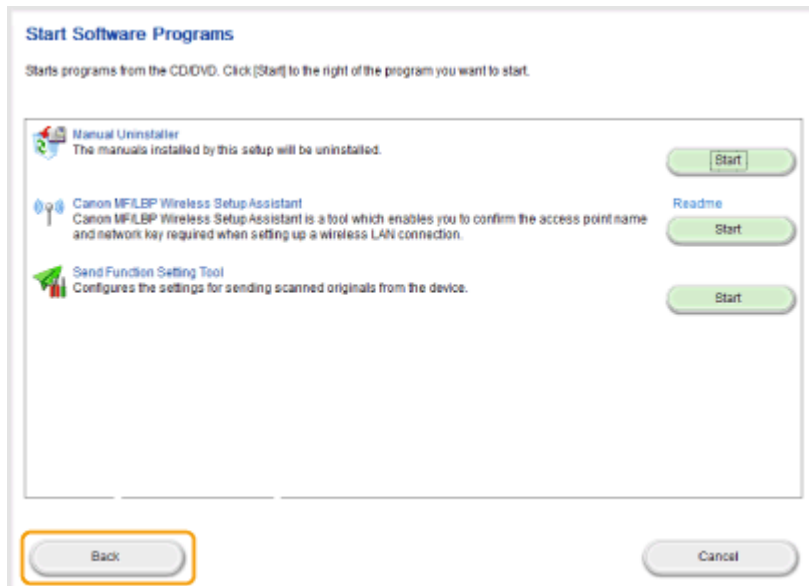 Start Software Programs
Starts programs from the CD/DVD. Click [Start] to the right of the program you want to start.
Manual Uninstaller
The manuals installed by this setup will be uninstalled.
Start
Canon MF/LBP Wireless Setup Assistant
Readme
Canon MF/LBP Wireless Setup Assistant is a tool which enables you to confirm the access point name
and network key required when setting up a wireless LAN connection.
Start
Send Function Setting Tool
Configures the settings for sending scanned originals from the device.
Start
Back
Cancel